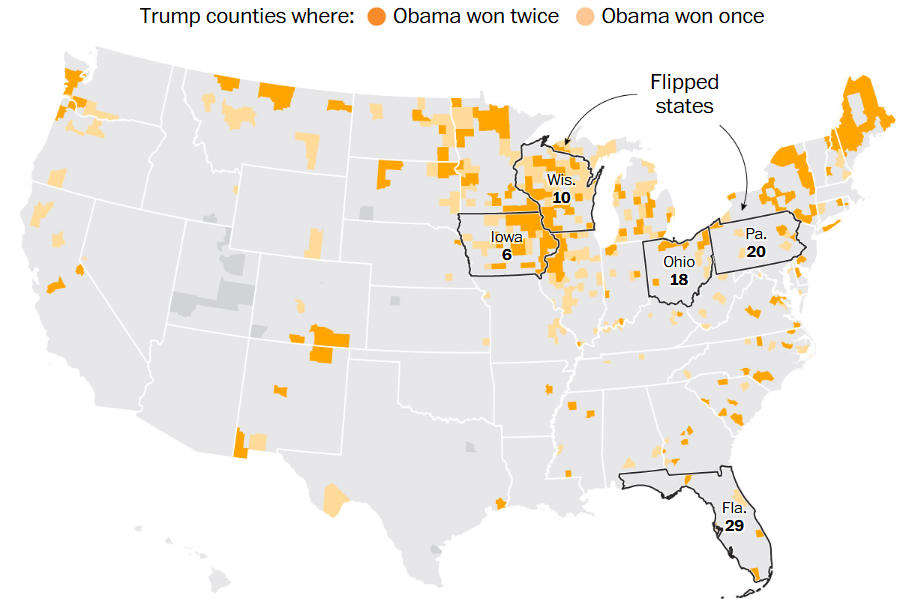 Trump counties where: Obama won twice Obama won once
Flipped
states
Wis.
10
Iowa
6
Ohio
18
Pa.
20
Fla.
29